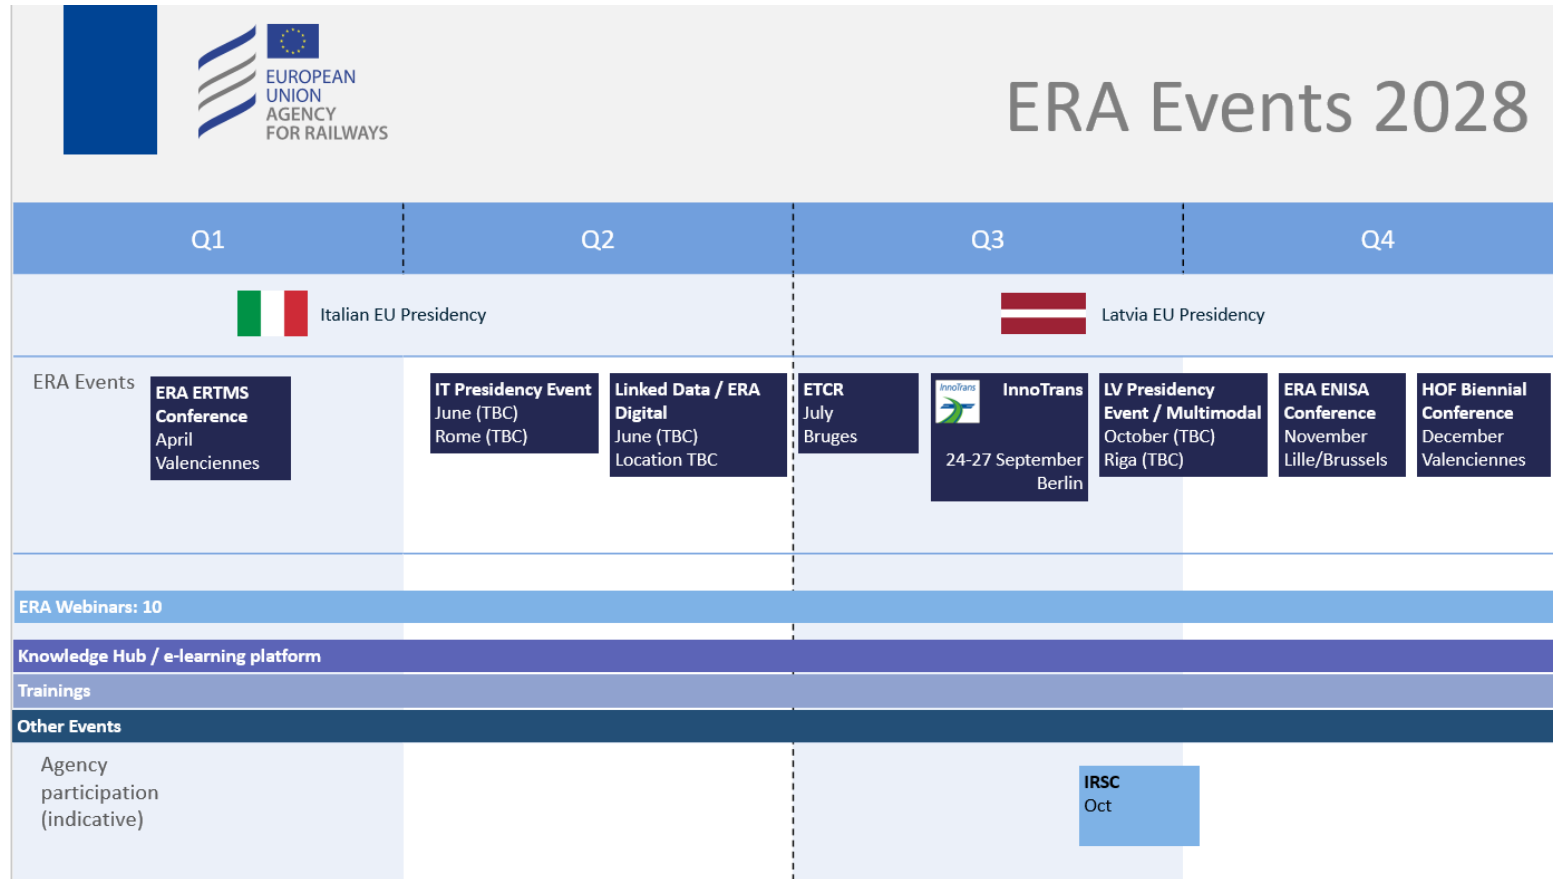 EUROPEAN
UNION
AGENCY
FOR RAILWAYS
ERA Events 2028
Q1
Q2
Q3
Q4
Italian EU Presidency
Latvia EU Presidency
ERA Events
ERA ERTMS
Conference
April
Valenciennes
IT Presidency Event
June (TBC)
Rome (TBC)
Linked Data / ERA
Digital
June (TBC)
Location TBC
ETCR
July
Bruges
InnoTrans
InnoTrans
24-27 September
Berlin
LV Presidency
Event / Multimodal
October (TBC)
Riga (TBC)
ERA ENISA
Conference
November
Lille/Brussels
HOF Biennial
Conference
December
Valenciennes
ERA Webinars: 10
Knowledge Hub / e-learning platform
Trainings
Other Events
Agency
participation
(indicative)
IRSC
Oct